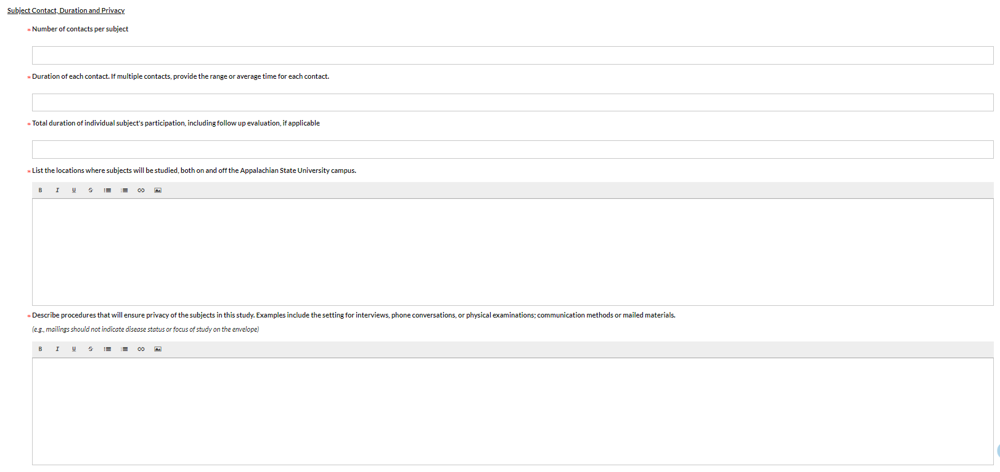 Subject Contact, Duration and Privacy
* Number of contacts per subject
* Duration of each contact. If multiple contacts, provide the range or average time for each contact.
* Total duration of individual subject's participation, including follow up evaluation, if applicable
* List the locations where subjects will be studied, both on and off the Appalachian State University campus.
B I U S
* Describe procedures that will ensure privacy of the subjects in this study. Examples include the setting for interviews, phone conversations, or physical examinations; communication methods or mailed materials.
(e.g., mailings should not indicate disease status or focus of study on the envelope)
B I U S